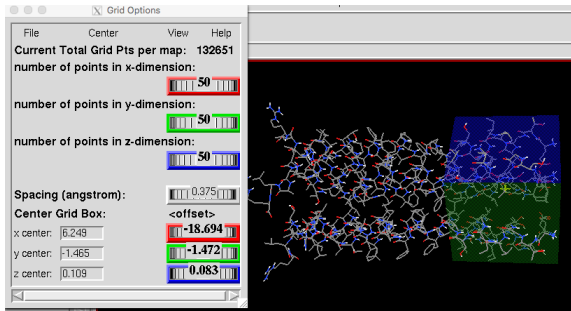 Grid Options
File Center View Help
Current Total Grid Pts per map: 132651
number of points in x-dimension:
50
number of points in y-dimension:
50
number of points in z-dimension:
50
Spacing (angstrom): 0.375
Center Grid Box: <offset>
x center: 6.249 -18.694
y center: -1.465 -1.472
z center: 0.109 0.083